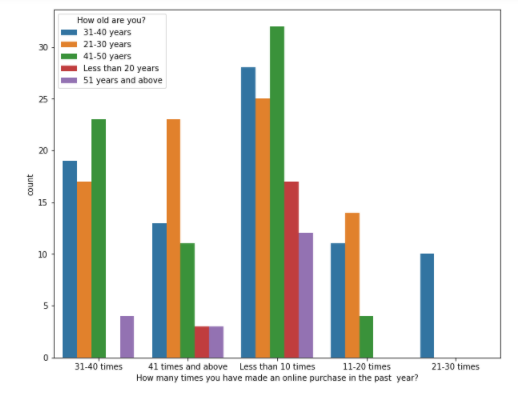 How old are you?
31-40 years
21-30 years
41-50 yaers
Less than 20 years
51 years and above
30
25
20
15
10
5
0
count
31-40 times 41 times and above Less than 10 times 11-20 times 21-30 times
How many times you have made an online purchase in the past  year?